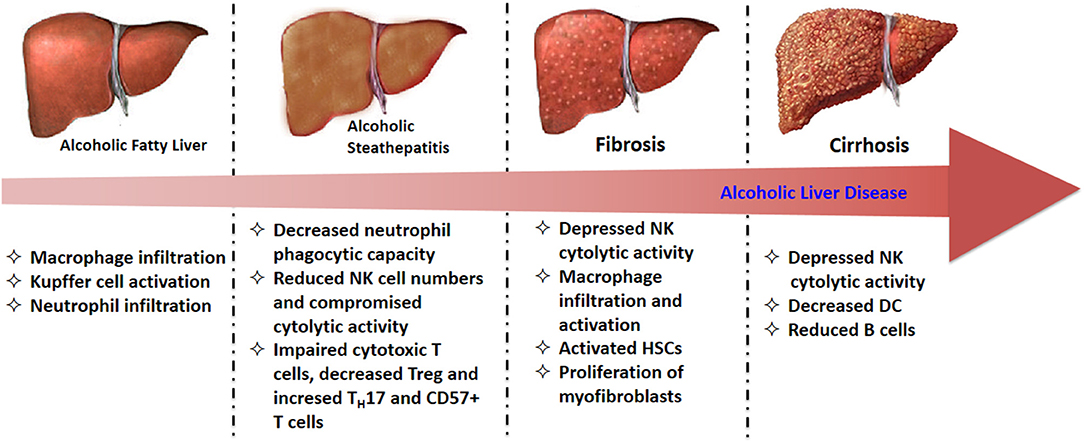 Alcoholic Fatty Liver
Alcoholic
Steathepatitis
Fibrosis
Cirrhosis
Alcoholic Liver Disease
✧ Macrophage infiltration
✧ Kupffer cell activation
✧ Neutrophil infiltration
✧ Decreased neutrophil
phagocytic capacity
✧ Reduced NK cell numbers
and compromised
cytolytic activity
✧ Impaired cytotoxic T
cells, decreased Treg and
incresed TH17 and CD57+
T cells
✧ Depressed NK
cytolytic activity
✧ Macrophage
infiltration and
activation
✧ Activated HSCs
✧ Proliferation of
myofibroblasts
✧ Depressed NK
cytolytic activity
✧ Decreased DC
✧ Reduced B cells